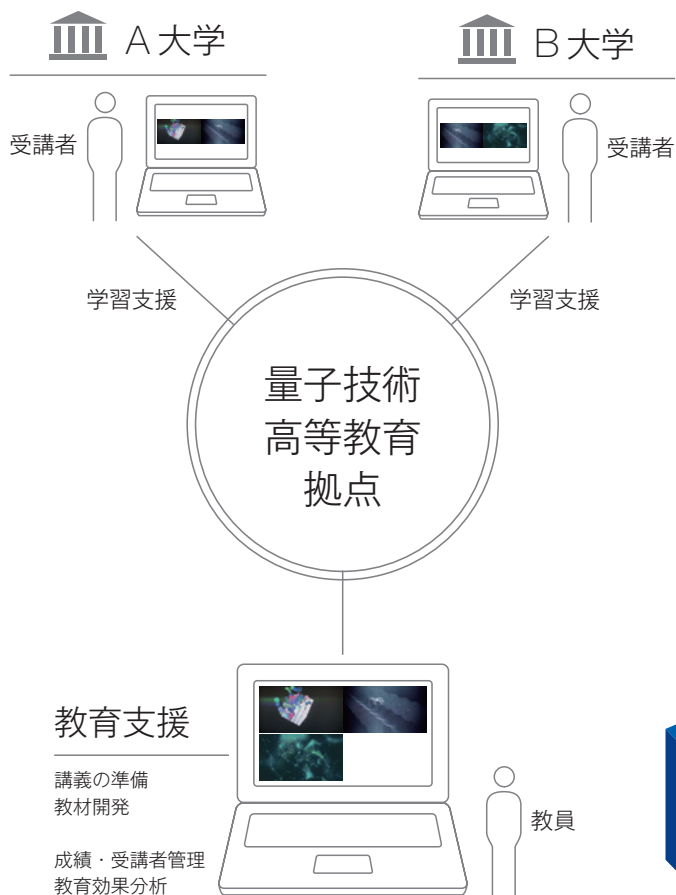 A大学
B大学
受講者
受講者
学習支援
学習支援
量子技術
高等教育
拠点
教育支援
講義の準備
教材開発
成績・受講者管理
教育効果分析
教員